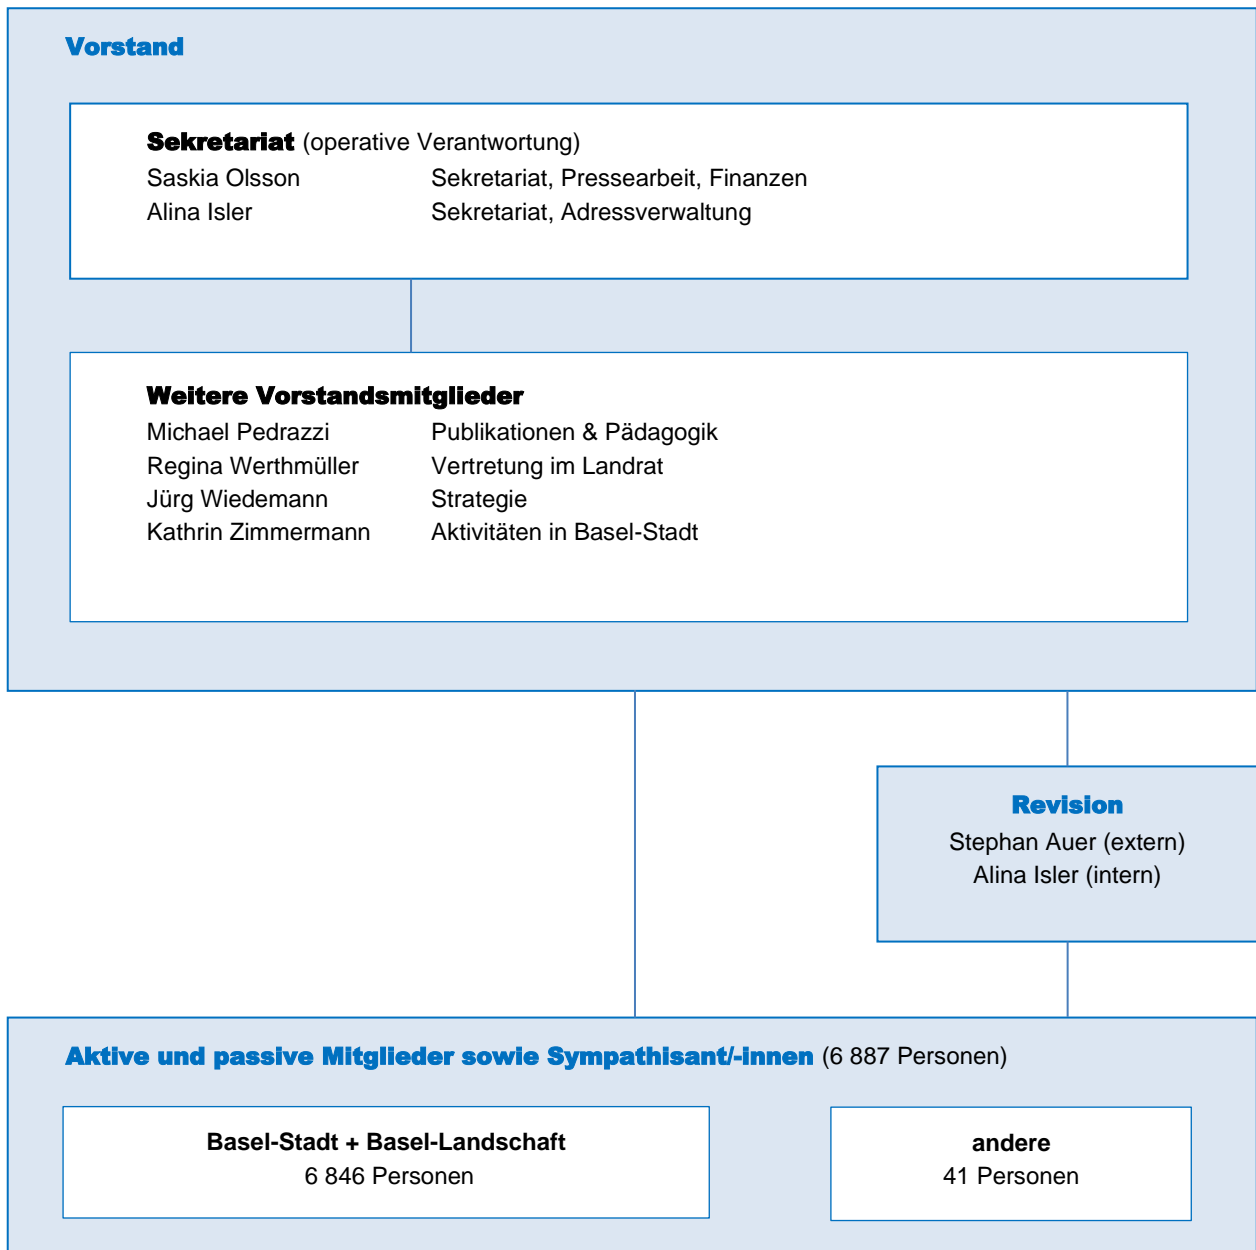 Vorstand
Sekretariat (operative Verantwortung)
Saskia Olsson Sekretariat, Pressearbeit, Finanzen
Alina Isler Sekretariat, Adressverwaltung
Weitere Vorstandsmitglieder
Michael Pedrazzi Publikationen & Pädagogik
Regina Werthmüller Vertretung im Landrat
Jürg Wiedemann Strategie
Kathrin Zimmermann Aktivitäten in Basel-Stadt
Revision
Stephan Auer (extern)
Alina Isler (intern)
Aktive und passive Mitglieder sowie Sympathisant/-innen (6 887 Personen)
Basel-Stadt + Basel-Landschaft
6 846 Personen
andere
41 Personen